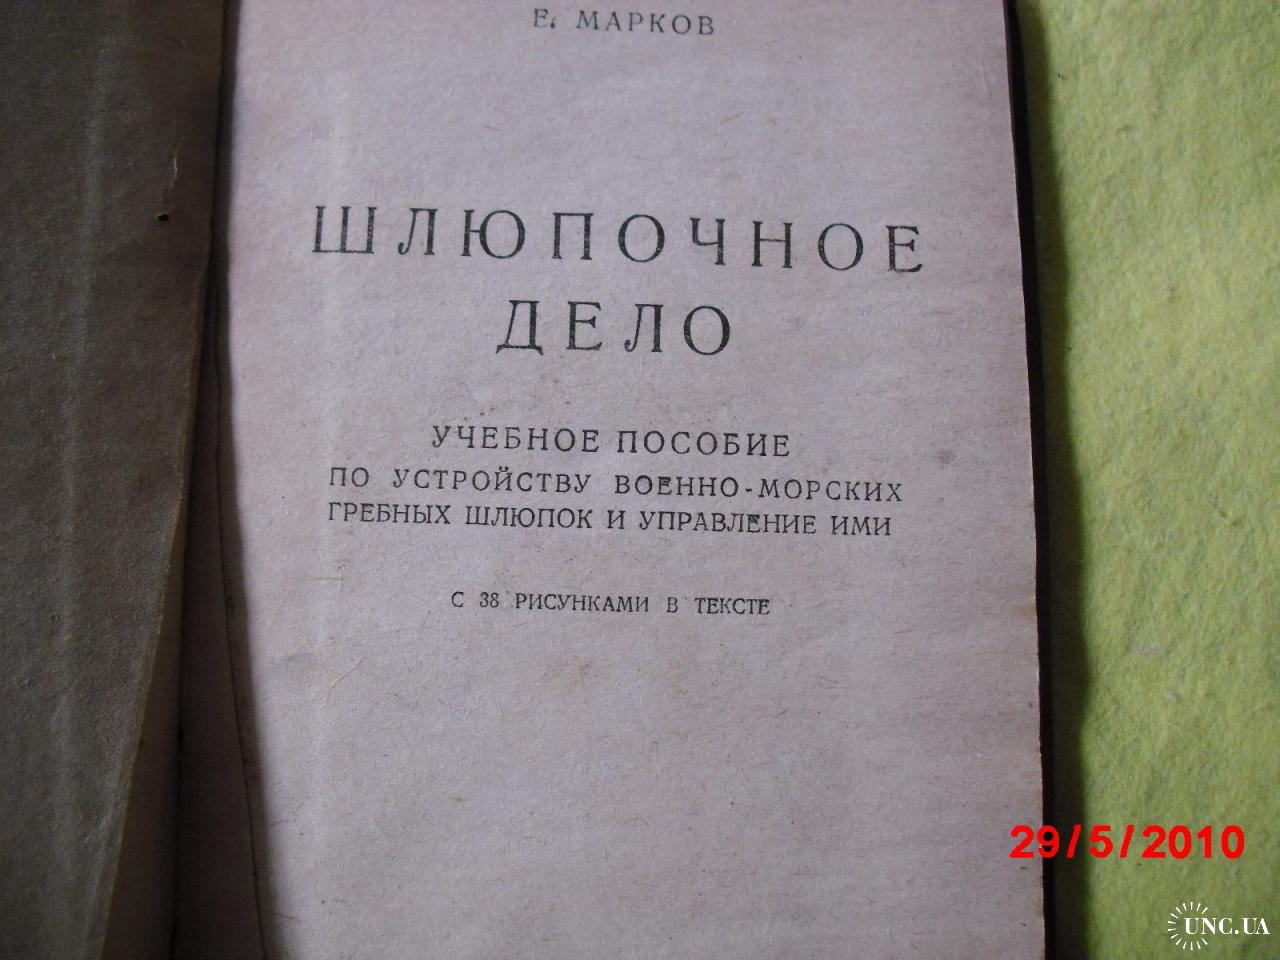 Е. МАРКОВ
ШЛЮПОЧНОЕ
ДЕЛО
УЧЕБНОЕ ПОСОБИЕ
ПО УСТРОЙСТВУ ВОЕННО-МОРСКИХ
ГРЕБНЫХ ШЛЮПОК И УПРАВЛЕНИЕ ИМИ
С 38 РИСУНКАМИ В ТЕКСТЕ
29/5/2010
UNC.UA